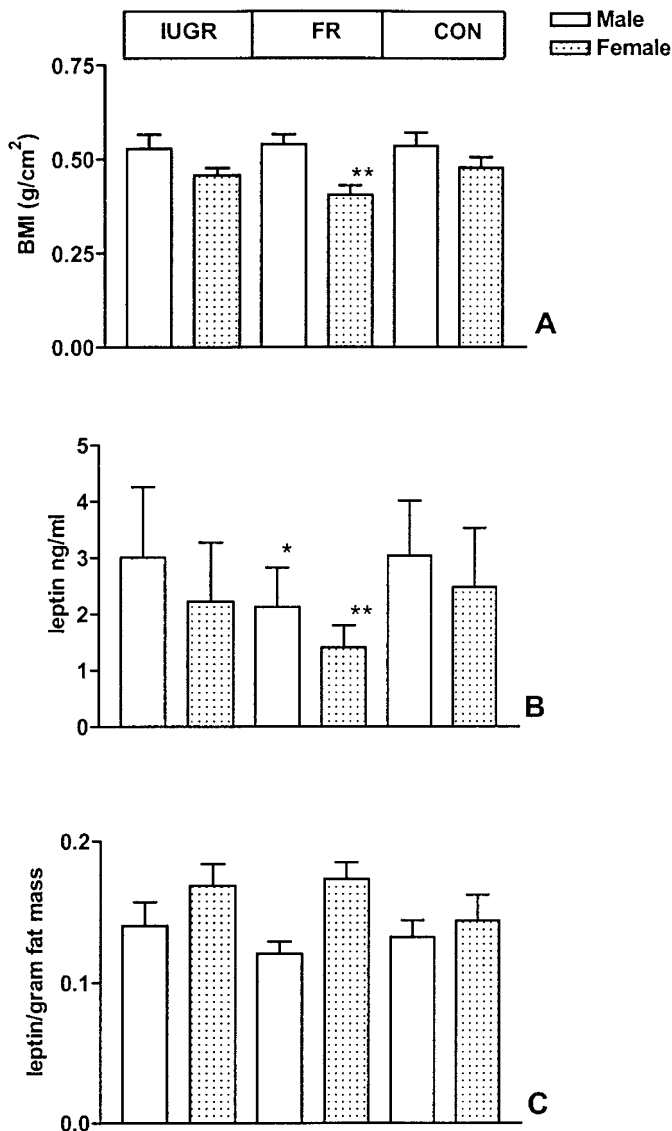 IUGR FR CON
Male
Female
0.75
0.50
0.25
0.00
BMI (g/cm²)
**
A
5
4
3
2
1
0
leptin ng/ml
*
**
B
0.2
0.1
0.0
leptin/gram fat mass
C